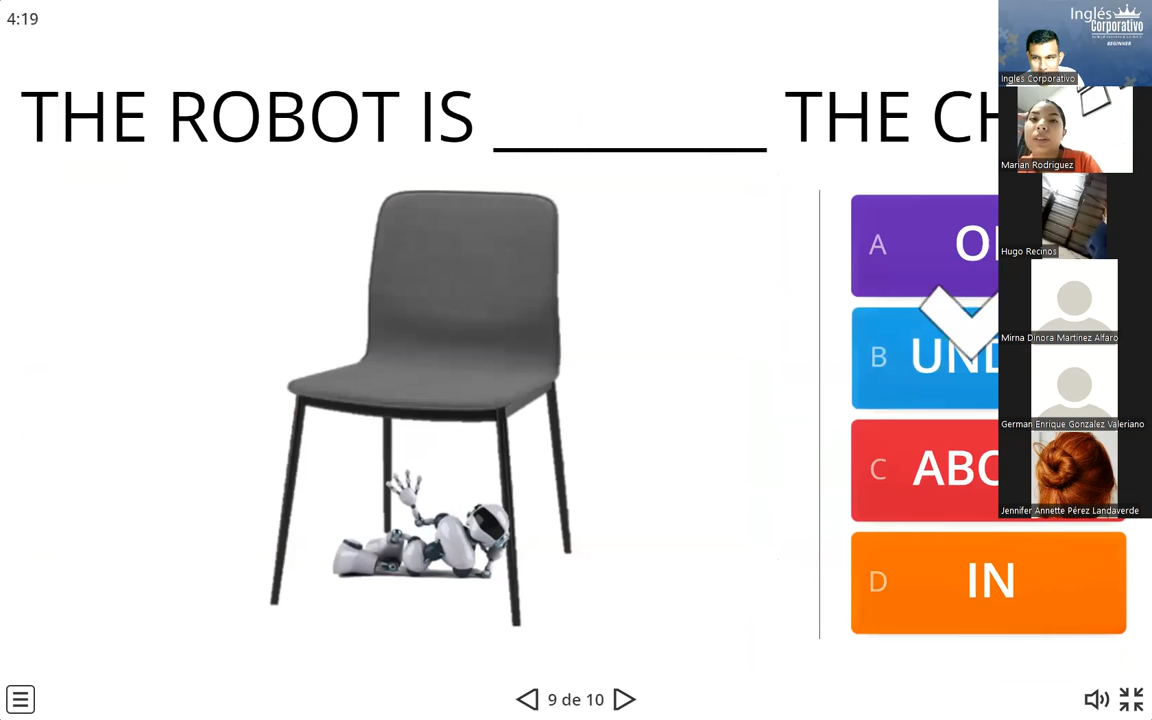 4:19
THE ROBOT IS __________ THE CH
A
B
UND
C
ABO
D
IN
9 de 10
Inglés
Corporativo
BEGINNER
Ingles Corporativo
Marian Rodriguez
Hugo Recinos
Mirna Dinora Martinez Alfaro
German Enrique Gonzalez Valeriano
Jennifer Annette Pérez Landaverde